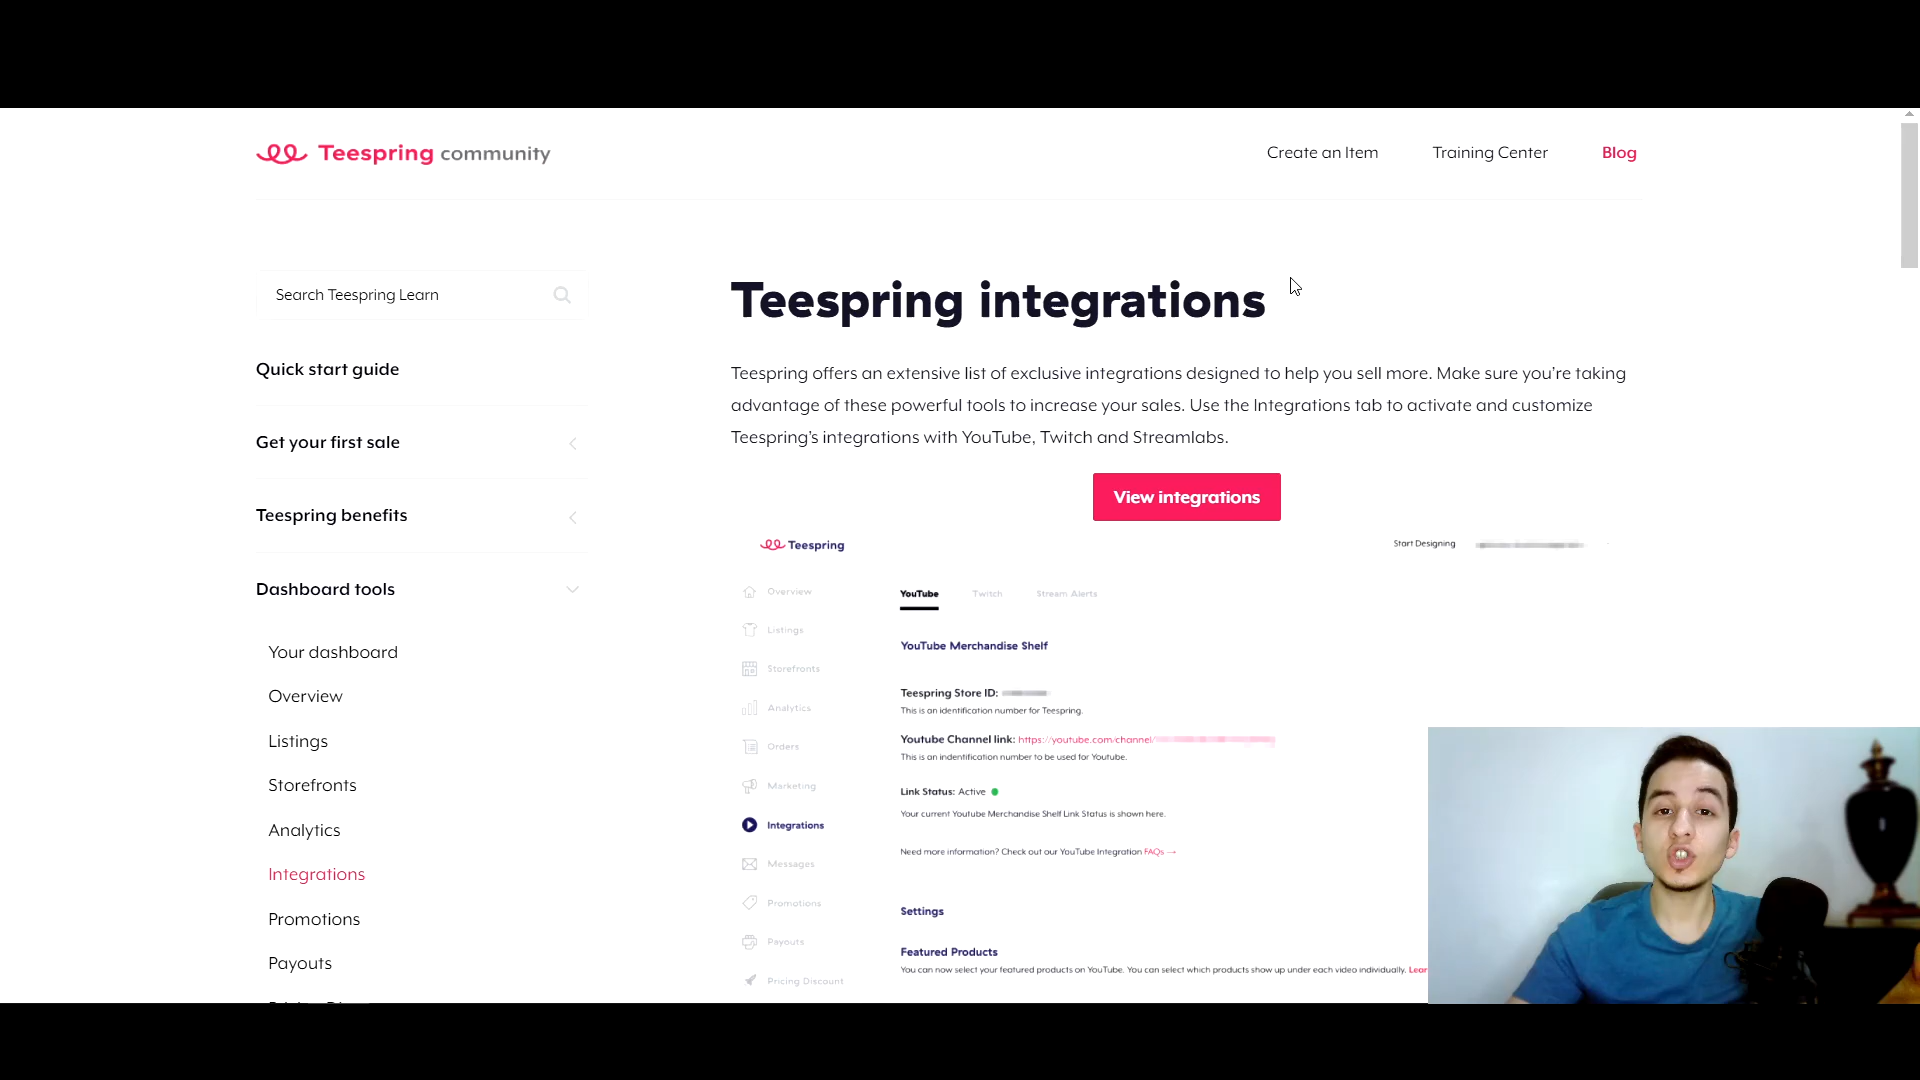 Teespring community
Create an Item
Training Center
Blog
Search Teespring Learn
Quick start guide
Get your first sale
Teespring benefits
Dashboard tools
Your dashboard
Overview
Listings
Storefronts
Analytics
Integrations
Promotions
Payouts
Teespring integrations
Teespring offers an extensive list of exclusive integrations designed to help you sell more. Make sure you’re taking
advantage of these powerful tools to increase your sales. Use the Integrations tab to activate and customize
Teespring’s integrations with YouTube, Twitch and Streamlabs.
View integrations
Teespring
Start Designing
Overview
Listings
Storefronts
Analytics
Orders
Marketing
Integrations
Messages
Promotions
Payouts
Pricing Discount
YouTube
Twitch
Stream Alerts
YouTube Merchandise Shelf
Teespring Store ID:
This is an identification number for Teespring.
Youtube Channel link: https://youtube.com/channel/
This is an indentification number to be used for Youtube.
Link Status: Active
Your current Youtube Merchandise Shelf Link Status is shown here.
Need more information? Check out our YouTube Integration FAQs →
Settings
Featured Products
You can now select your featured products on YouTube. You can select which products show up under each video individually. Lear